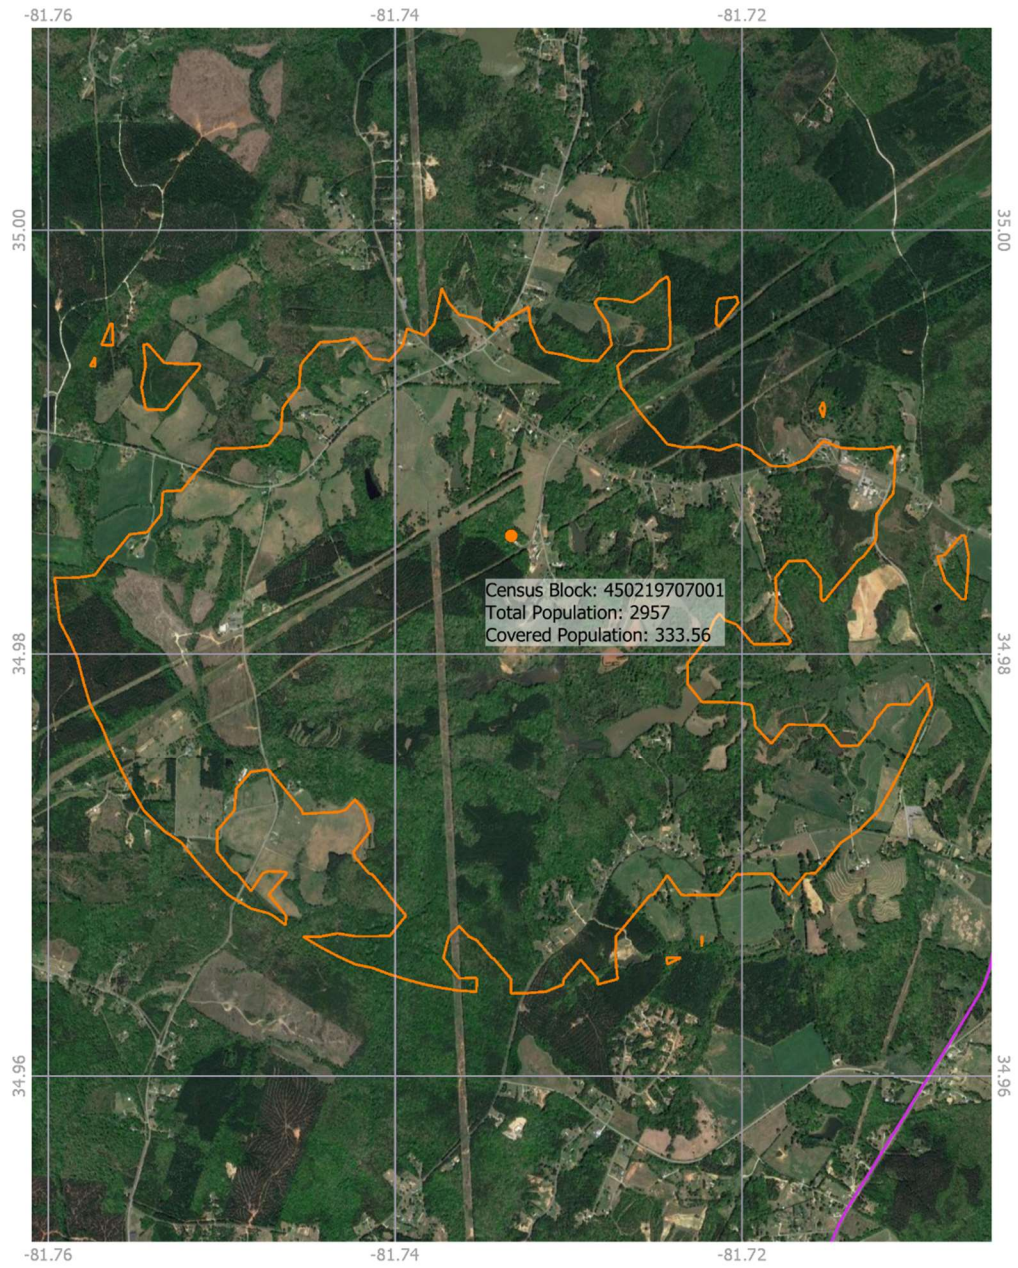 -81.76 -81.74 -81.72
35.00 35.00
Census Block: 450219707001
Total Population: 2957
Covered Population: 333.56
34.98 34.98
34.96 34.96
-81.76 -81.74 -81.72